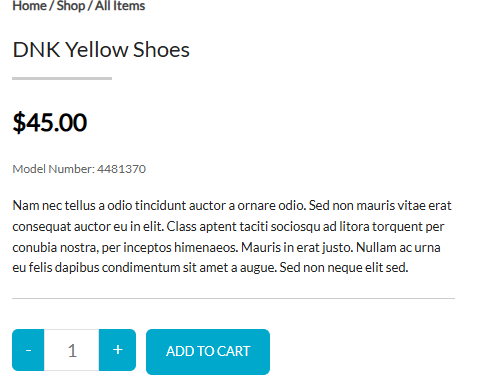 Home / Shop / All Items
DNK Yellow Shoes
$45.00
Model Number: 4481370
Nam nec tellus a odio tincidunt auctor a ornare odio. Sed non mauris vitae erat
consequat auctor eu in elit. Class aptent taciti sociosqu ad litora torquent per
conubia nostra, per inceptos himenaeos. Mauris in erat justo. Nullam ac urna
eu felis dapibus condimentum sit amet a augue. Sed non neque elit sed.
- 1 + ADD TO CART